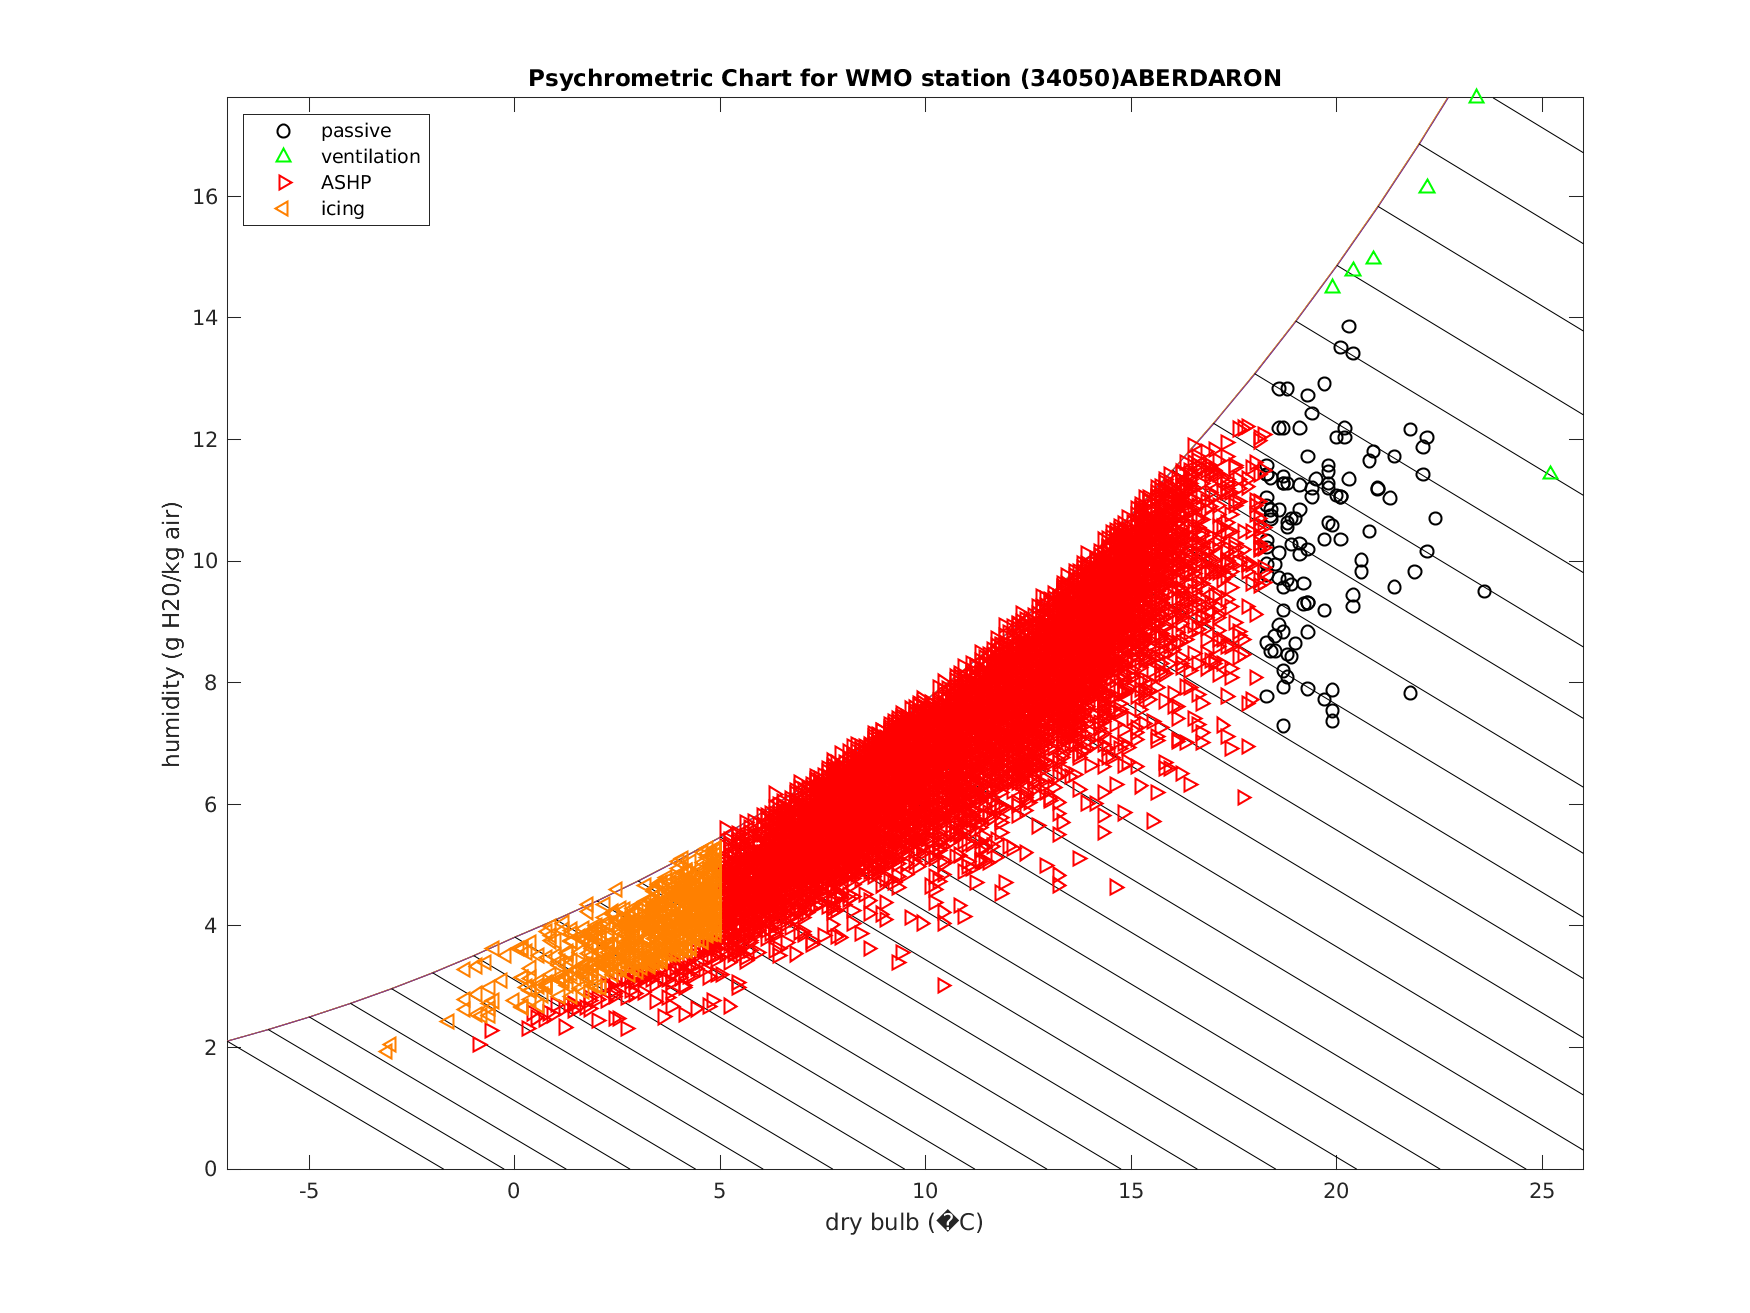 Psychrometric Chart for WMO station (34050)ABERDARON
passive
ventilation
ASHP
icing
16
14
12
10
8
6
4
2
0
humidity (g H20/kg air)
-5
0
5
10
15
20
25
dry bulb (�C)